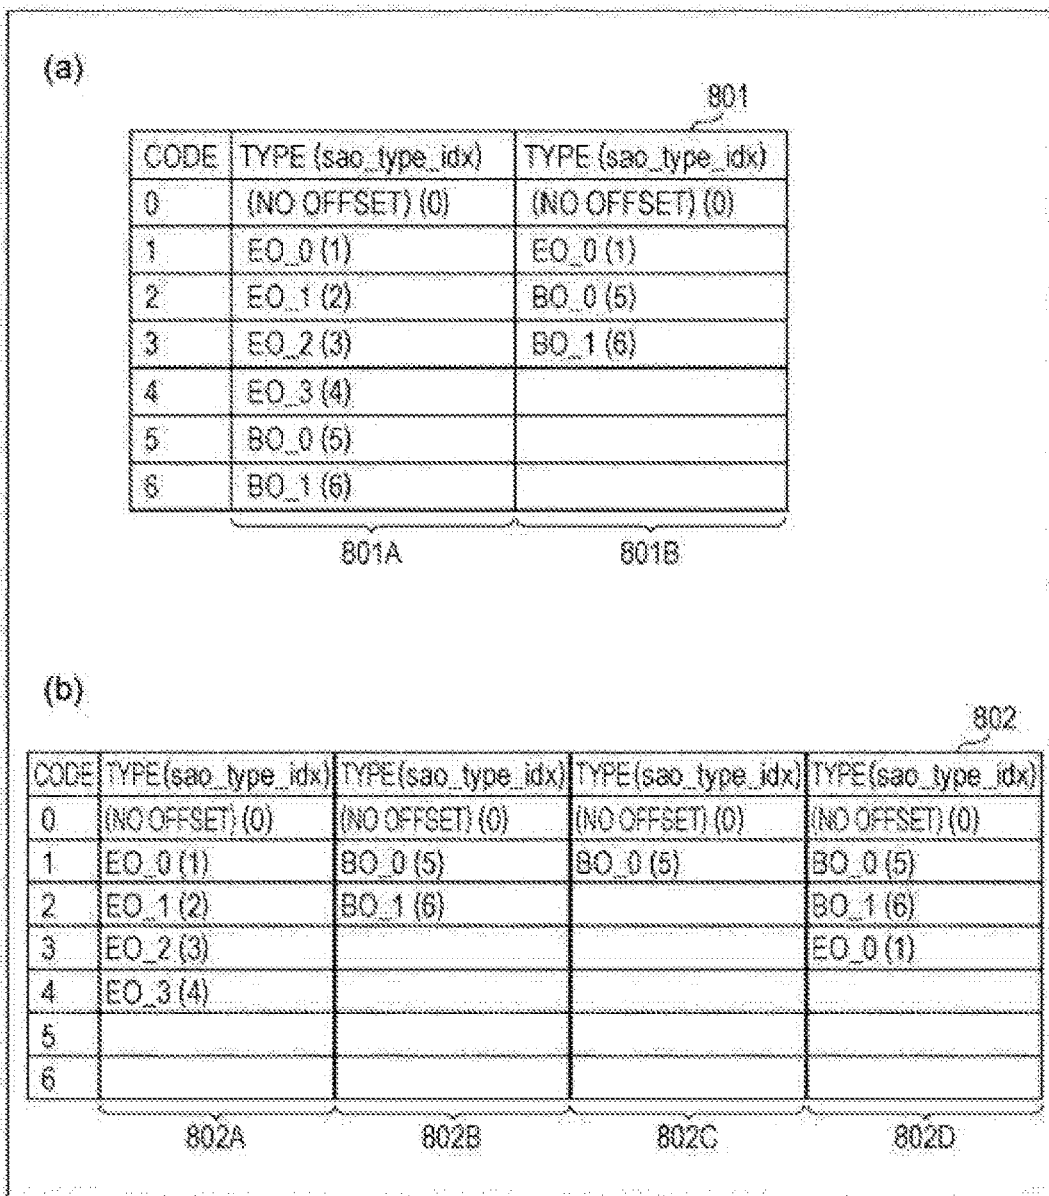 (a)
801
CODE TYPE (sao_type_idx) TYPE (sao_type_idx)
0 (NO OFFSET) (0) (NO OFFSET) (0)
1 EO_0 (1) EO_0 (1)
2 EO_1 (2) BO_0 (5)
3 EO_2 (3) BO_1 (6)
4 EO_3 (4)
5 BO_0 (5)
6 BO_1 (6)
801A 801B
(b)
802
CODE TYPE(sao_type_idx) TYPE(sao_type_idx) TYPE(sao_type_idx) TYPE(sao_type_idx)
0 (NO OFFSET) (0) (NO OFFSET) (0) (NO OFFSET) (0) (NO OFFSET) (0)
1 EO_0 (1) BO_0 (5) BO_0 (5) BO_0 (5)
2 EO_1 (2) BO_1 (6) BO_1 (6)
3 EO_2 (3) EO_0 (1)
4 EO_3 (4)
5
6
802A 802B 802C 802D